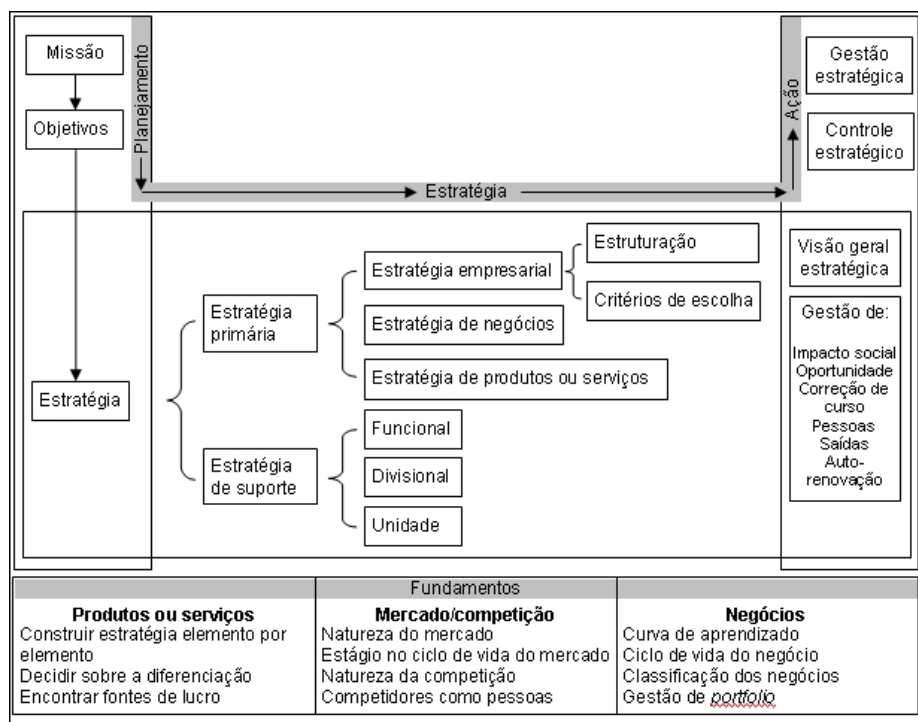 Missão
Objetivos
Planejamento
Estratégia
Ação
Gestão
estratégica
Controle
estratégico
Estratégia
Estratégia
primária
Estratégia empresarial
Estruturação
Critérios de escolha
Estratégia de negócios
Estratégia de produtos ou serviços
Estratégia
de suporte
Funcional
Divisional
Unidade
Visão geral
estratégica
Gestão de:
Impacto social
Oportunidade
Correção de
curso
Pessoas
Saídas
Auto-
renovação
Fundamentos
Produtos ou serviços
Construir estratégia elemento por
elemento
Decidir sobre a diferenciação
Encontrar fontes de lucro
Mercado/competição
Natureza do mercado
Estágio no ciclo de vida do mercado
Natureza da competição
Competidores como pessoas
Negócios
Curva de aprendizado
Ciclo de vida do negócio
Classificação dos negócios
Gestão de portfolio